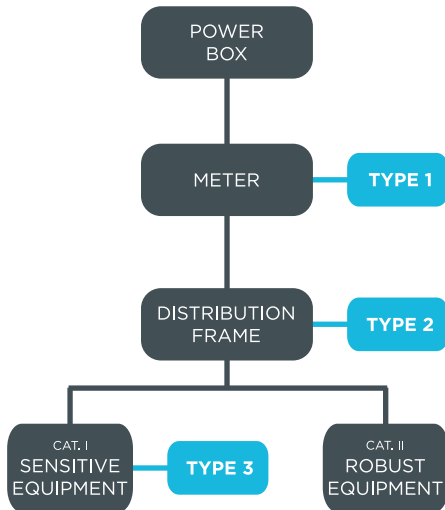 POWER
BOX
METER
TYPE 1
DISTRIBUTION
FRAME
TYPE 2
CAT. I
SENSITIVE
EQUIPMENT
TYPE 3
CAT. II
ROBUST
EQUIPMENT